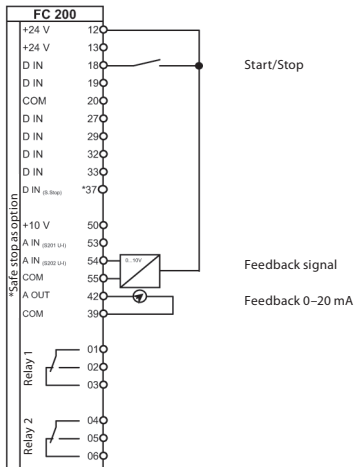 FC 200
+24 V 12
+24 V 13
D IN 18 Start/Stop
D IN 19
COM 20
D IN 27
D IN 29
D IN 32
D IN 33
D IN (S.Stop) *37
*Safe stop as option
+10 V 50
A IN (S201 U-I) 53
A IN (S202 U-I) 54 0...10V Feedback signal
COM 55
A OUT 42 Feedback 0–20 mA
COM 39
Relay 1
01
02
03
Relay 2
04
05
06